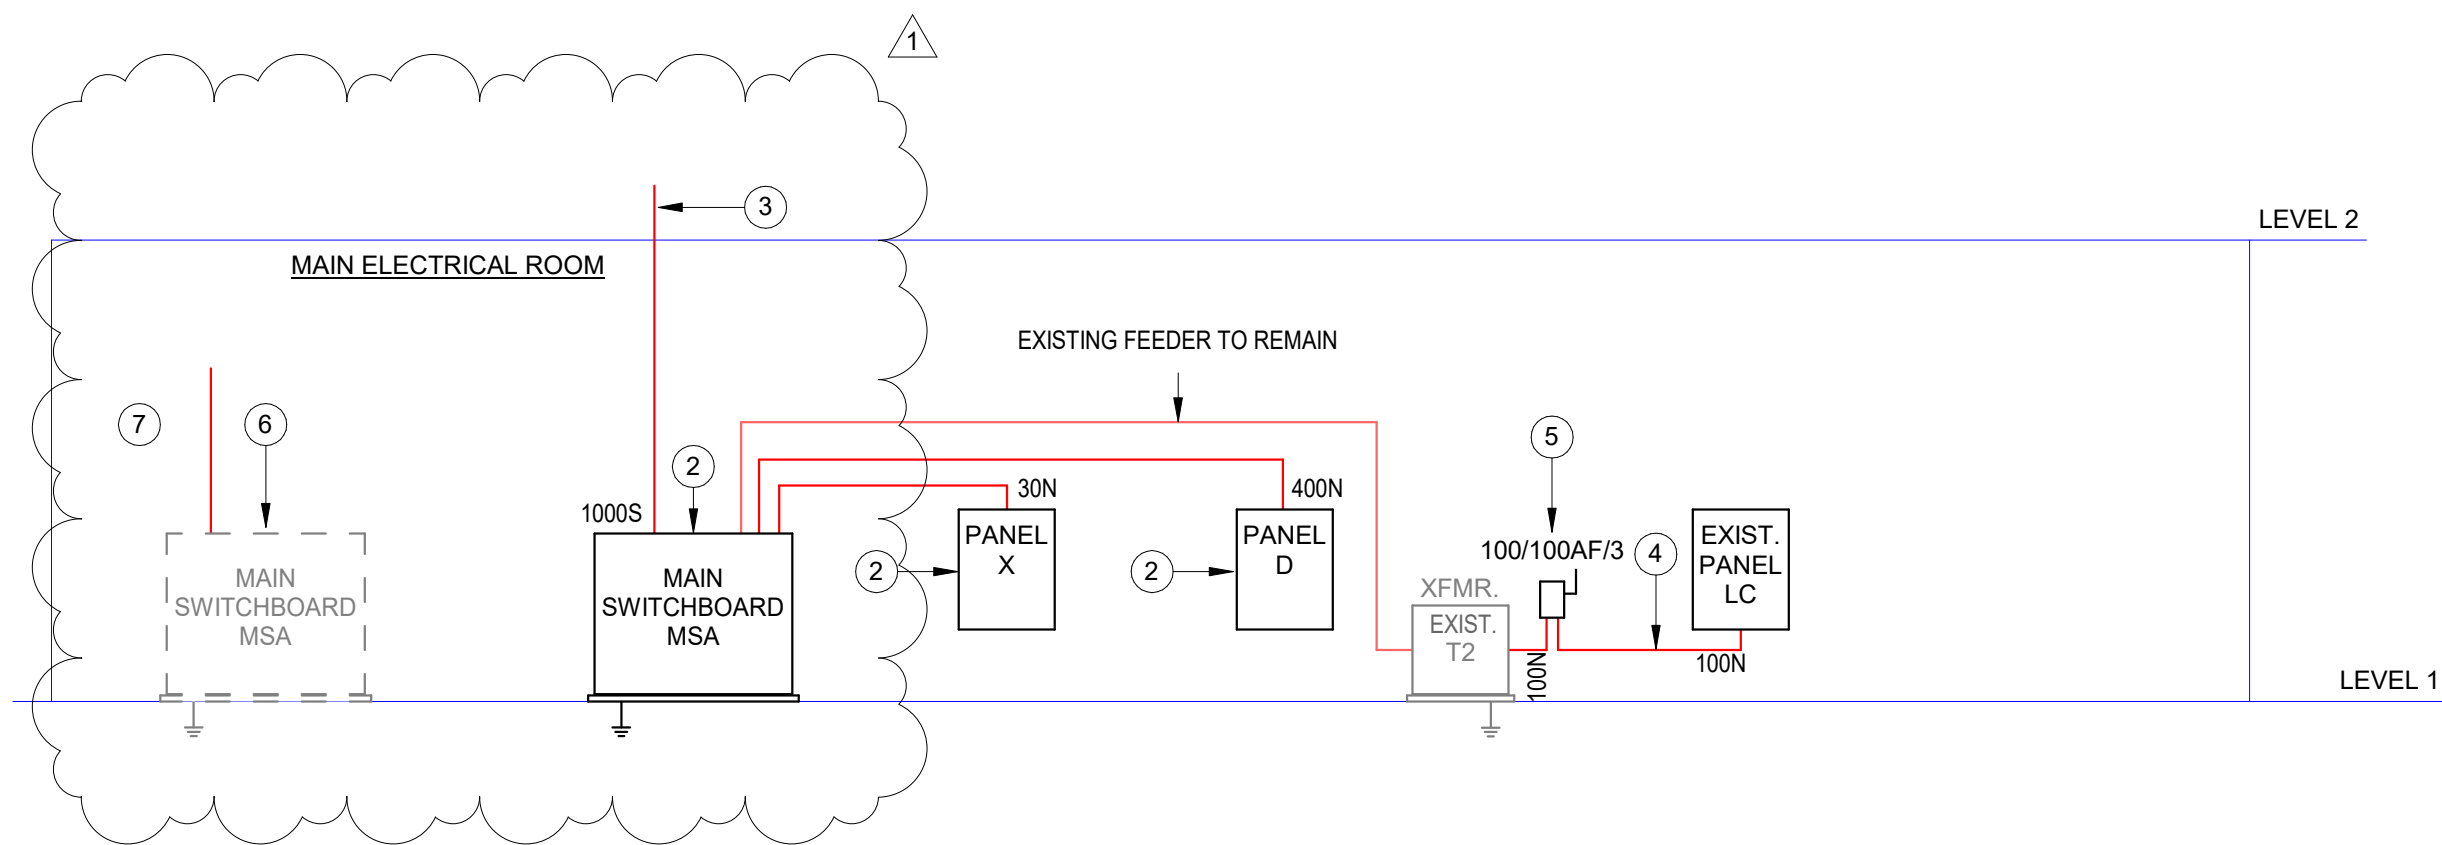 1
3
LEVEL 2
MAIN ELECTRICAL ROOM
EXISTING FEEDER TO REMAIN
7
6
2
5
1000S
30N
400N
MAIN
SWITCHBOARD
MSA
MAIN
SWITCHBOARD
MSA
2
PANEL
X
2
PANEL
D
100/100AF/3
4
EXIST.
PANEL
LC
XFMR.
EXIST.
T2
100N
100N
LEVEL 1